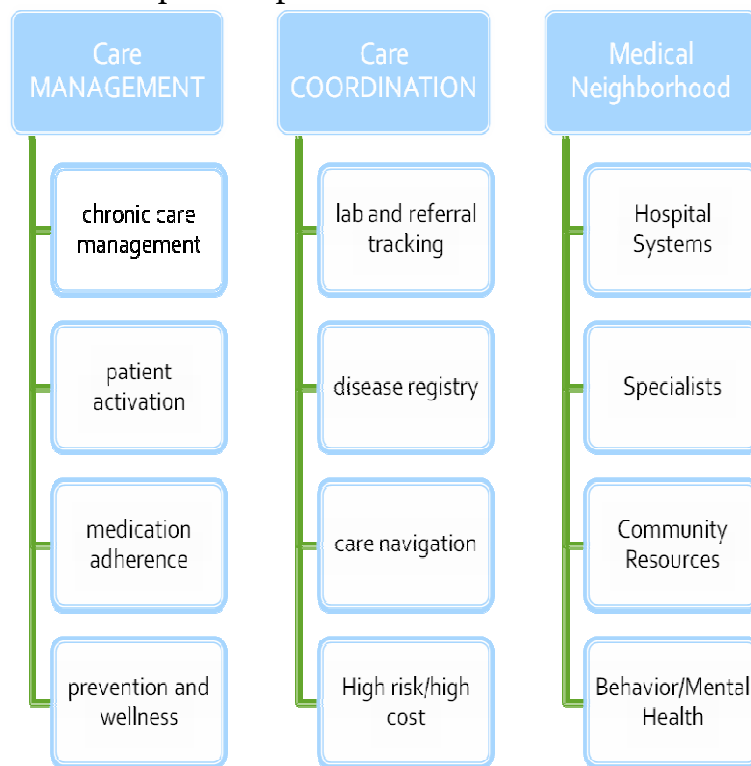 Care
MANAGEMENT
chronic care
management
patient
activation
medication
adherence
prevention and
wellness
Care
COORDINATION
lab and referral
tracking
disease registry
care navigation
High risk/high
cost
Medical
Neighborhood
Hospital
Systems
Specialists
Community
Resources
Behavior/Mental
Health